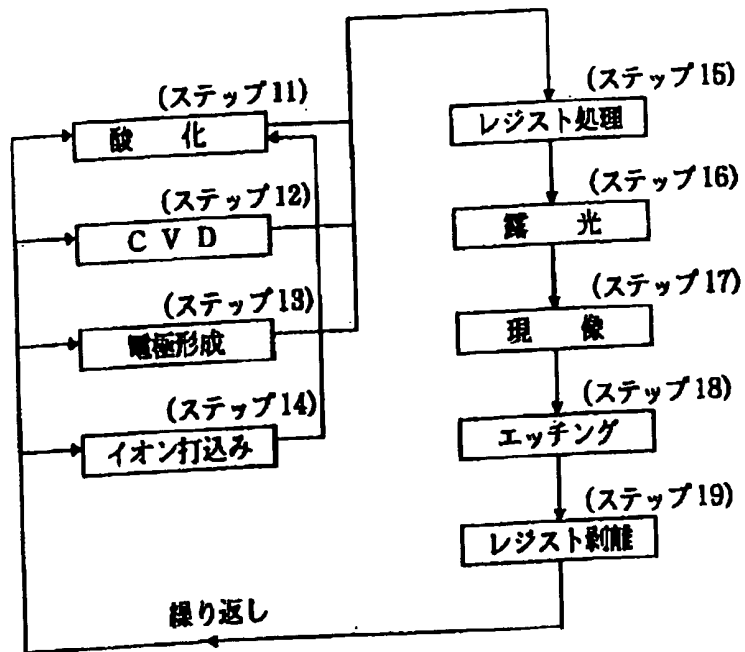 (ステップ11)
酸 化
(ステップ12)
C V D
(ステップ13)
電極形成
(ステップ14)
イオン打込み
(ステップ15)
レジスト処理
(ステップ16)
露 光
(ステップ17)
現 像
(ステップ18)
エッチング
(ステップ19)
レジスト剥離
繰り返し